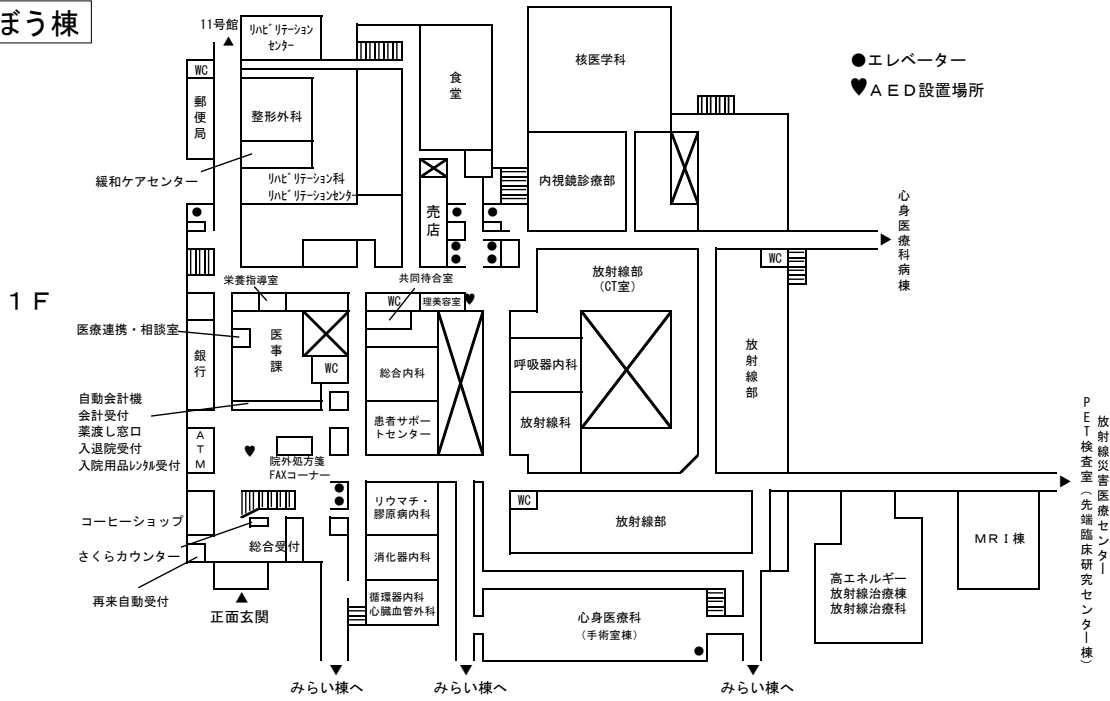 ぼう棟
11号館
リハビリテーション
センター
WC
郵便局
整形外科
緩和ケアセンター
リハビリテーション科
リハビリテーションセンター
食堂
売店
核医学科
内視鏡診療部
●エレベーター
♥AED設置場所
心身医療科病棟
WC
1F
栄養指導室
共同待合室
WC
理美容室
放射線部
(CT室)
医療連携・相談室
医事課
銀行
WC
総合内科
呼吸器内科
放射線部
自動会計機
会計受付
薬渡し窓口
入退院受付
入院用品レンタル受付
ATM
患者サポー
トセンター
放射線科
院外処方箋
FAXコーナー
放射線災害医療センター
PET検査室（先端臨床研究センター棟）
コーヒーショップ
さくらカウンター
再来自動受付
総合受付
正面玄関
リウマチ・
膠原病内科
消化器内科
循環器内科
心臓血管外科
WC
放射線部
心身医療科
(手術室棟)
高エネルギー
放射線治療棟
放射線治療科
MRI棟
みらい棟へ
みらい棟へ
みらい棟へ